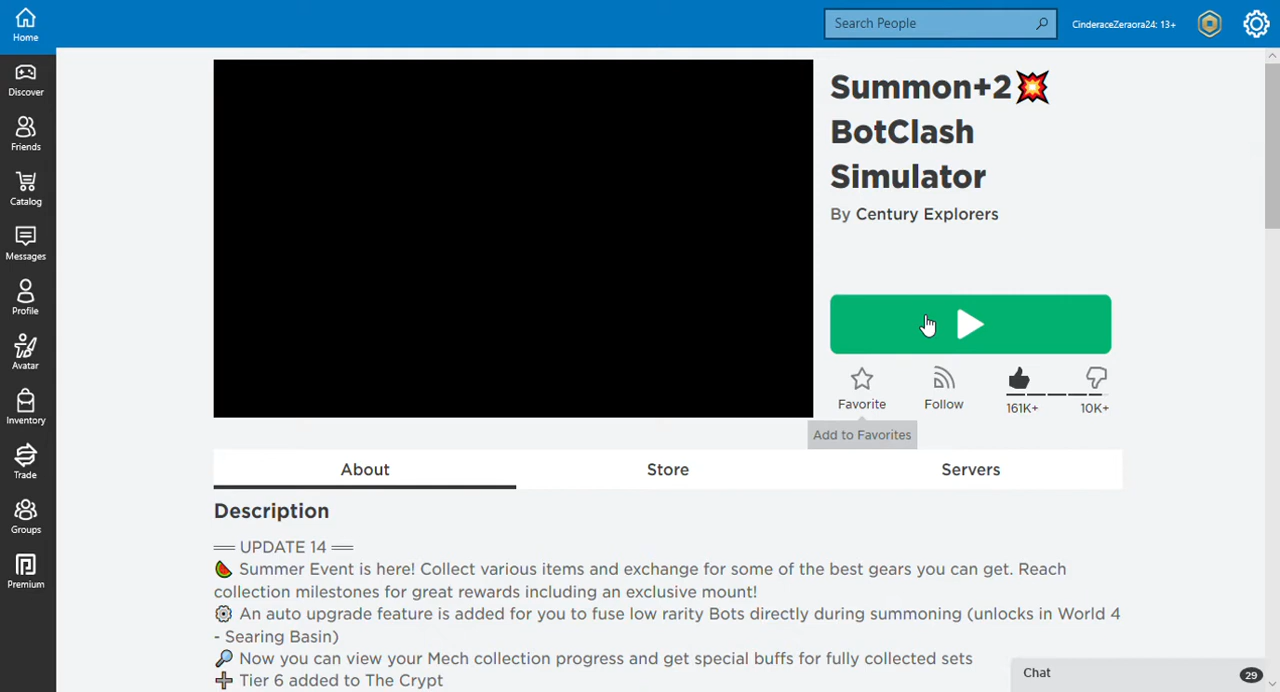 Home
Search People
CinderaceZeraora24: 13+
Discover
Friends
Catalog
Messages
Profile
Avatar
Inventory
Trade
Groups
Premium
Summon+2💥
BotClash
Simulator
By Century Explorers
Favorite
Follow
161K+
10K+
Add to Favorites
About
Store
Servers
Description
══ UPDATE 14 ══
🍉 Summer Event is here! Collect various items and exchange for some of the best gears you can get. Reach
collection milestones for great rewards including an exclusive mount!
⚙️ An auto upgrade feature is added for you to fuse low rarity Bots directly during summoning (unlocks in World 4
- Searing Basin)
🔎 Now you can view your Mech collection progress and get special buffs for fully collected sets
➕ Tier 6 added to The Crypt
Chat
29